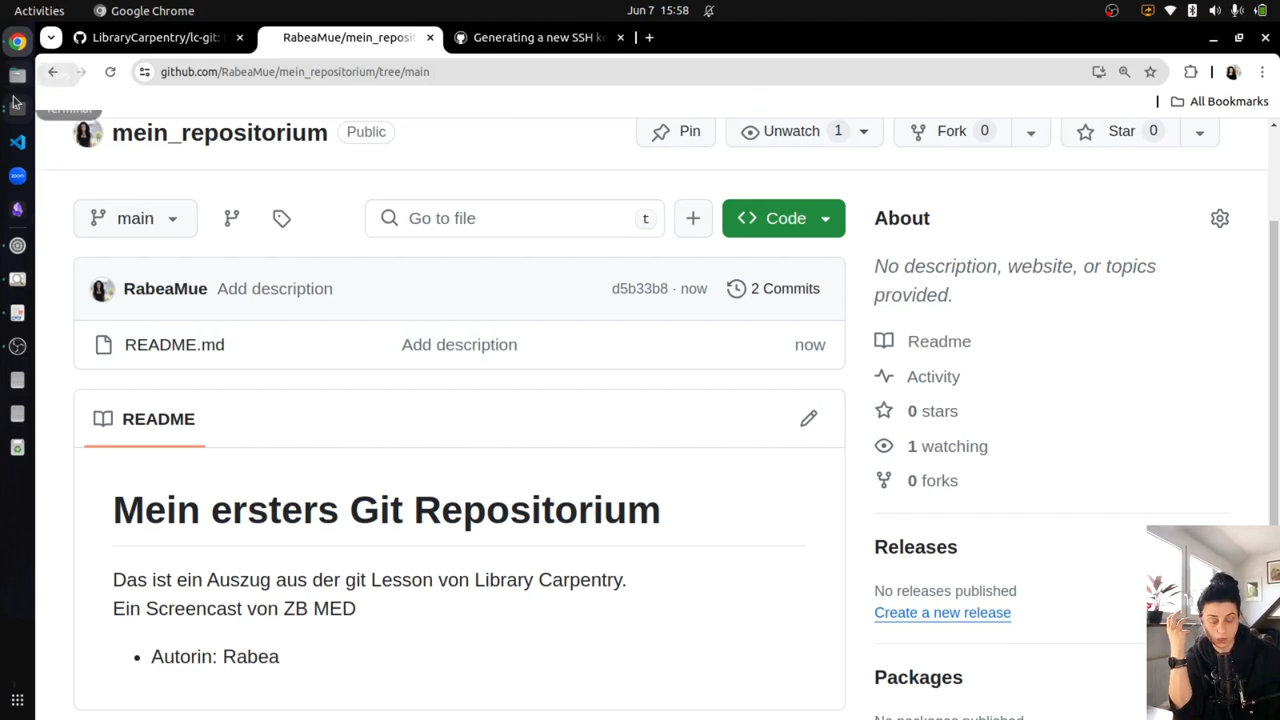 Activities
Google Chrome
Jun 7 15:58
LibraryCarpentry/lc-git:
RabeaMue/mein_reposit
Generating a new SSH ke
github.com/RabeaMue/mein_repositorium/tree/main
All Bookmarks
mein_repositorium
Public
Pin
Unwatch 1
Fork 0
Star 0
main
Go to file
t
Code
About
RabeaMue Add description
d5b33b8 · now
2 Commits
No description, website, or topics
provided.
README.md
Add description
now
Readme
Activity
0 stars
1 watching
0 forks
README
Mein ersters Git Repositorium
Das ist ein Auszug aus der git Lesson von Library Carpentry.
Ein Screencast von ZB MED
• Autorin: Rabea
Releases
No releases published
Create a new release
Packages
zoom